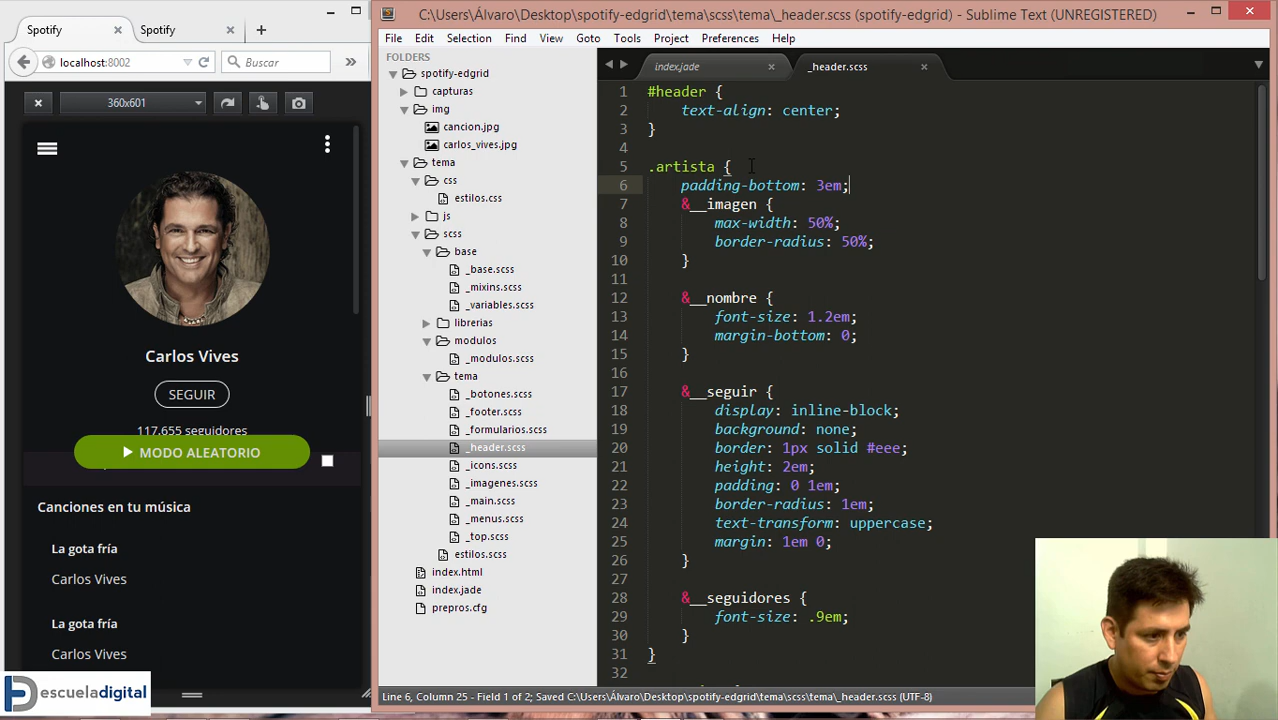 C:\Users\Álvaro\Desktop\spotify-edgrid\tema\scss\tema\_header.scss (spotify-edgrid) - Sublime Text (UNREGISTERED)
Spotify × Spotify × +
localhost:8002 Buscar
× 360x601
Carlos Vives
SEGUIR
117,655 seguidores
MODO ALEATORIO
Canciones en tu música
La gota fría
Carlos Vives
La gota fría
Carlos Vives
escueladigital
File Edit Selection Find View Goto Tools Project Preferences Help
FOLDERS
spotify-edgrid
capturas
img
cancion.jpg
carlos_vives.jpg
tema
css
estilos.css
js
scss
base
_base.scss
_mixins.scss
_variables.scss
librerias
modulos
_modulos.scss
tema
_botones.scss
_footer.scss
_formularios.scss
_header.scss
_icons.scss
_imagenes.scss
_main.scss
_menus.scss
_top.scss
estilos.scss
index.html
index.jade
prepros.cfg
index.jade × _header.scss ×
1 #header {
2 text-align: center;
3 }
4
5 .artista {
6 padding-bottom: 3em;
7 &__imagen {
8 max-width: 50%;
9 border-radius: 50%;
10 }
11
12 &__nombre {
13 font-size: 1.2em;
14 margin-bottom: 0;
15 }
16
17 &__seguir {
18 display: inline-block;
19 background: none;
20 border: 1px solid #eee;
21 height: 2em;
22 padding: 0 1em;
23 border-radius: 1em;
24 text-transform: uppercase;
25 margin: 1em 0;
26 }
27
28 &__seguidores {
29 font-size: .9em;
30 }
31 }
32
Line 6, Column 25 - Field 1 of 2; Saved C:\Users\Álvaro\Desktop\spotify-edgrid\tema\scss\tema\_header.scss (UTF-8)